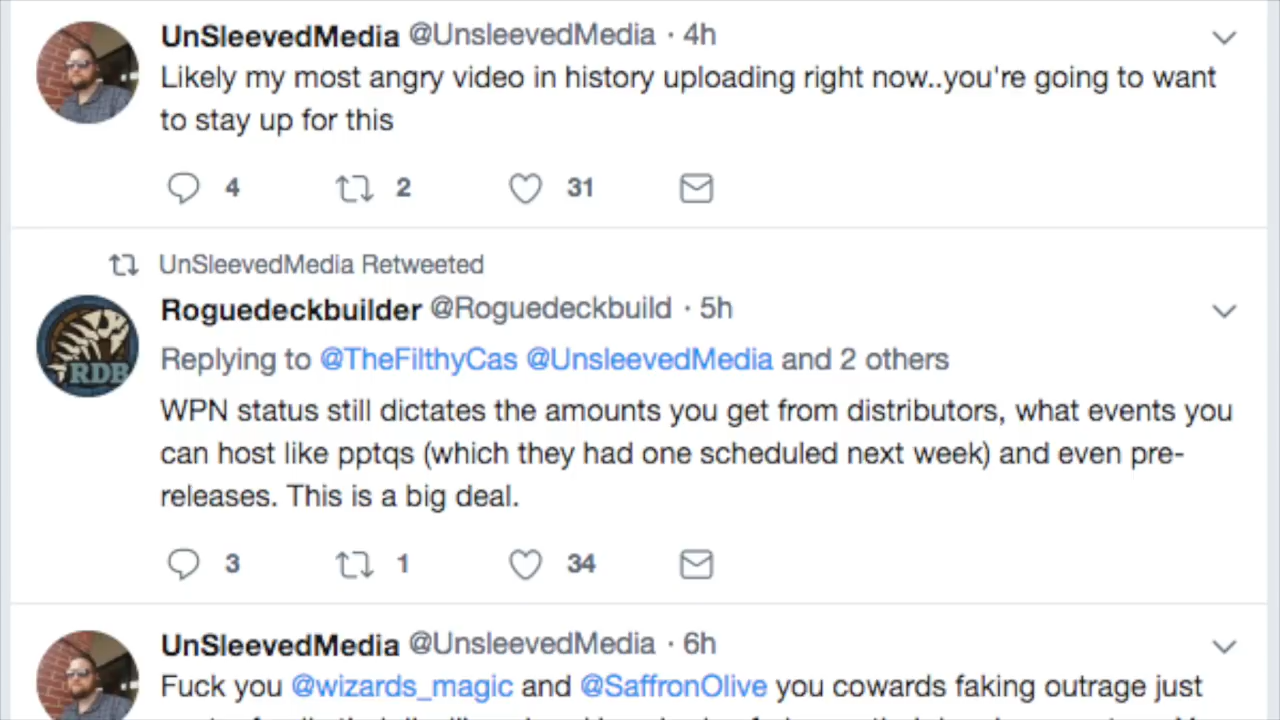 UnSleevedMedia @UnsleevedMedia · 4h
Likely my most angry video in history uploading right now..you're going to want
to stay up for this
4 2 31
UnSleevedMedia Retweeted
Roguedeckbuilder @Roguedeckbuild · 5h
RDB
Replying to @TheFilthyCas @UnsleevedMedia and 2 others
WPN status still dictates the amounts you get from distributors, what events you
can host like pptqs (which they had one scheduled next week) and even pre-
releases. This is a big deal.
3 1 34
UnSleevedMedia @UnsleevedMedia · 6h
Fuck you @wizards_magic and @SaffronOlive you cowards faking outrage just